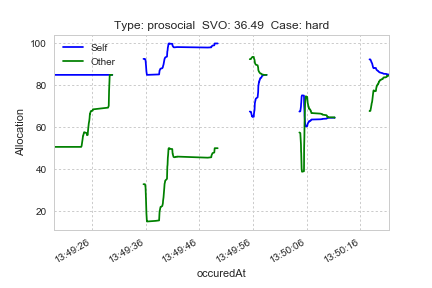 Type: prosocial  SVO: 36.49  Case: hard
Self
Other
Allocation
100
80
60
40
20
13:49:26
13:49:36
13:49:46
13:49:56
13:50:06
13:50:16
occuredAt